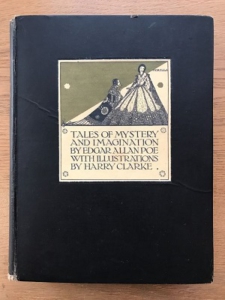 TALES OF MYSTERY
AND IMAGINATION
BY EDGAR ALLAN POE
WITH ILLUSTRATIONS
BY HARRY CLARKE